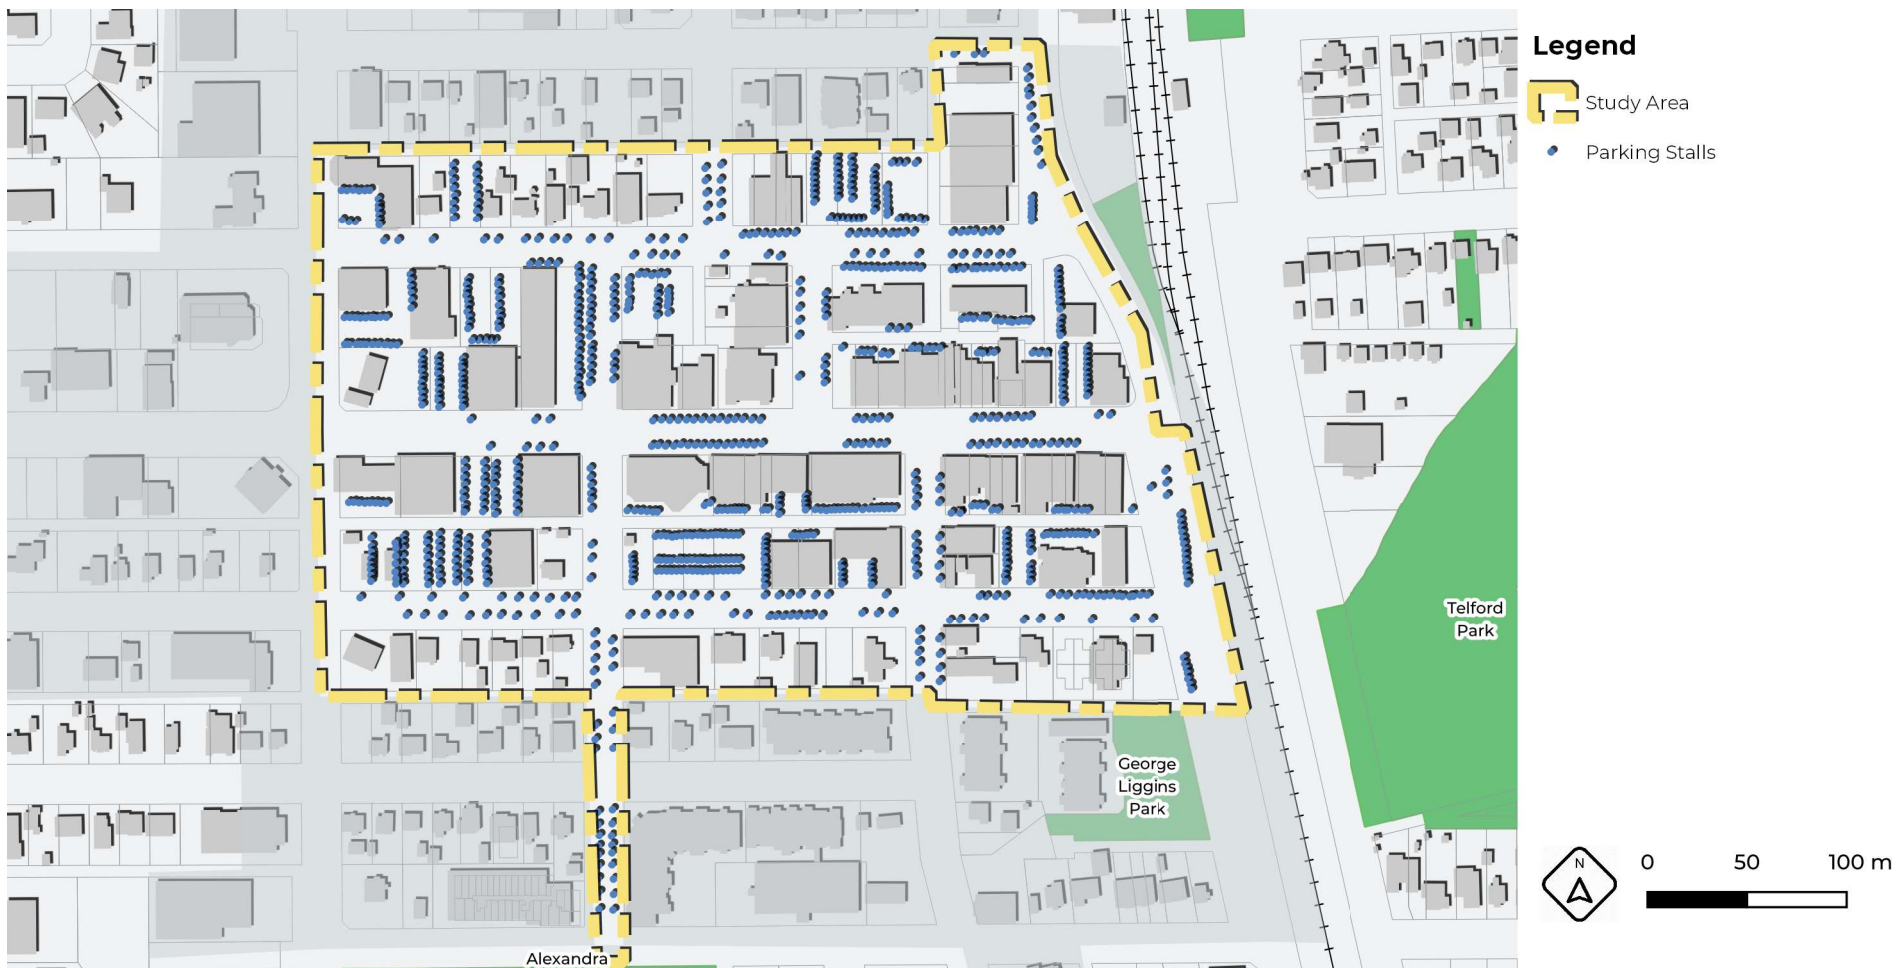 Legend
Study Area
Parking Stalls
Telford
Park
George
Liggins
Park
Alexandra
N
0 50 100 m